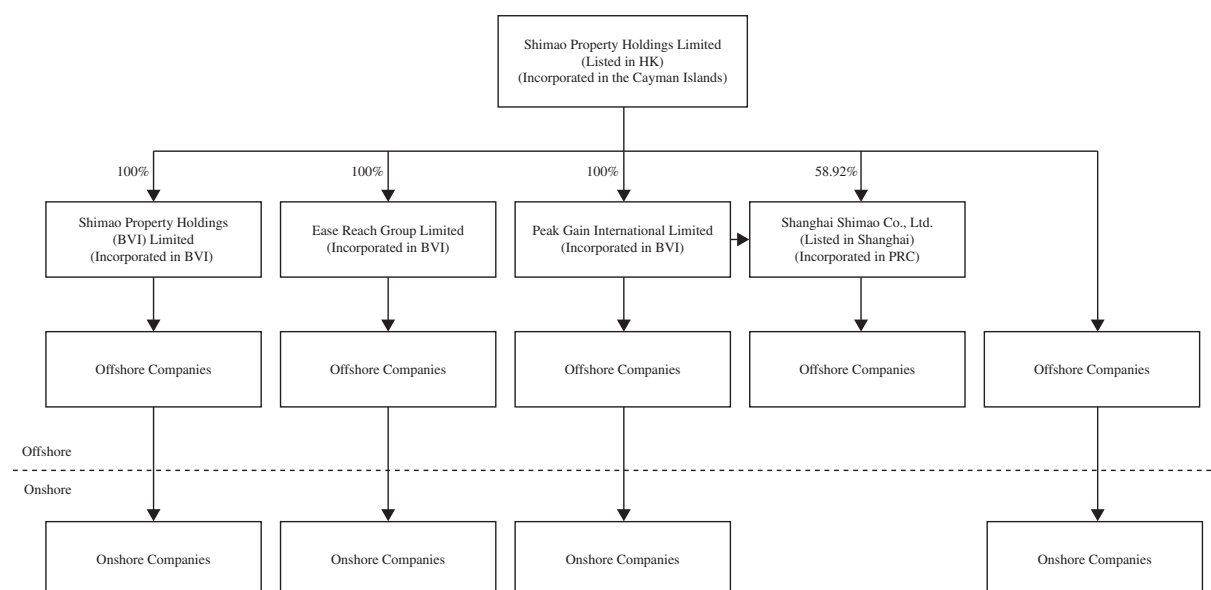 Shimao Property Holdings Limited
(Listed in HK)
(Incorporated in the Cayman Islands)
100%
100%
100%
58.92%
Shimao Property Holdings
(BVI) Limited
(Incorporated in BVI)
Ease Reach Group Limited
(Incorporated in BVI)
Peak Gain International Limited
(Incorporated in BVI)
Shanghai Shimao Co., Ltd.
(Listed in Shanghai)
(Incorporated in PRC)
Offshore Companies
Offshore Companies
Offshore Companies
Offshore Companies
Offshore Companies
Offshore
Onshore
Onshore Companies
Onshore Companies
Onshore Companies
Onshore Companies